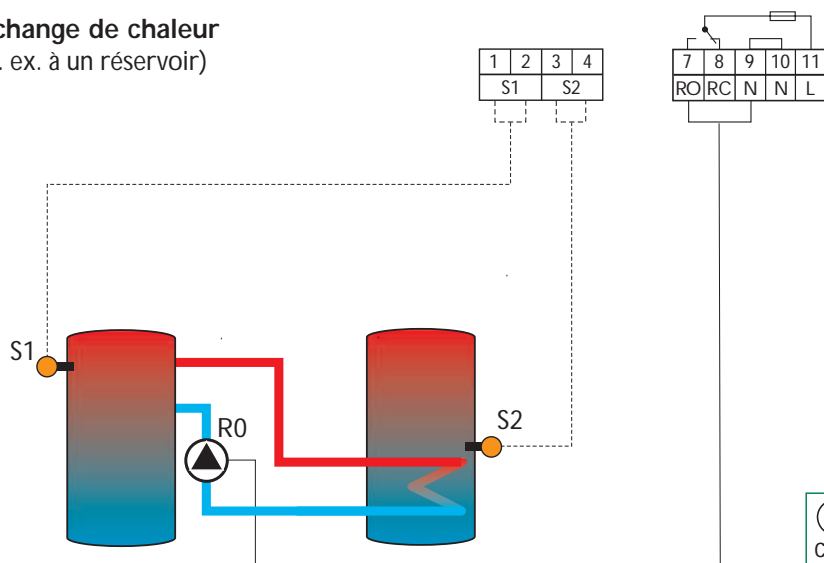 change de chaleur
. ex. à un réservoir)
1 2 3 4
S1 S2
7 8 9 10 11
RO RC N N L
S1
R0
S2